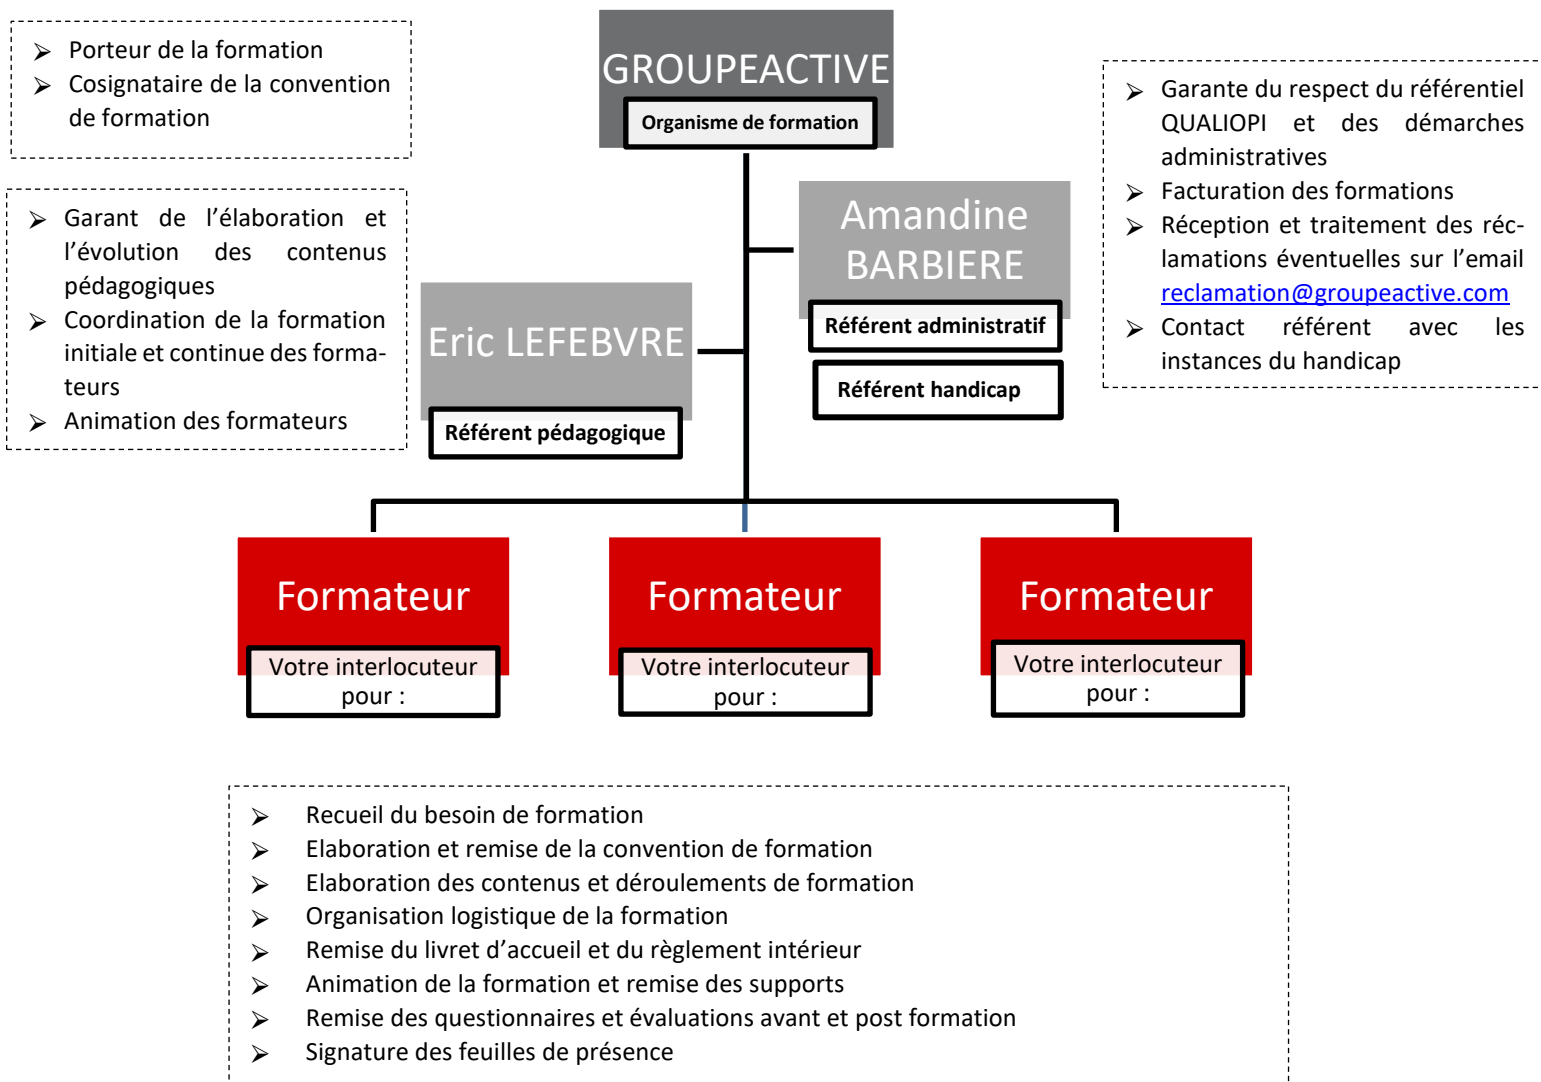 Porteur de la formation
Cosignataire de la convention
de formation
GROUPEACTIVE
Organisme de formation
Garante du respect du référentiel
QUALIOPI et des démarches
administratives
Facturation des formations
Réception et traitement des réc-
lamations éventuelles sur l’email
reclamation@groupeactive.com
Contact référent avec les
instances du handicap
Amandine
BARBIERE
Référent administratif
Référent handicap
Garant de l’élaboration et
l’évolution des contenus
pédagogiques
Coordination de la formation
initiale et continue des forma-
teurs
Animation des formateurs
Eric LEFEBVRE
Référent pédagogique
Formateur
Votre interlocuteur
pour :
Formateur
Votre interlocuteur
pour :
Formateur
Votre interlocuteur
pour :
Recueil du besoin de formation
Elaboration et remise de la convention de formation
Elaboration des contenus et déroulements de formation
Organisation logistique de la formation
Remise du livret d’accueil et du règlement intérieur
Animation de la formation et remise des supports
Remise des questionnaires et évaluations avant et post formation
Signature des feuilles de présence